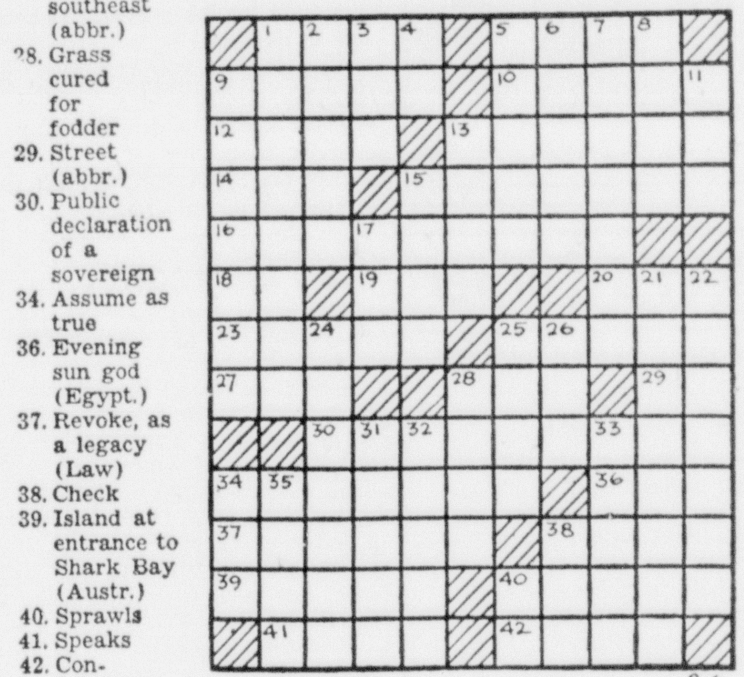 southeast
(abbr.)
28. Grass
cured
for
fodder
29. Street
(abbr.)
30. Public
declaration
of a
sovereign
34. Assume as
true
36. Evening
sun god
(Egypt.)
37. Revoke, as
a legacy
(Law)
38. Check
39. Island at
entrance to
Shark Bay
(Austr.)
40. Sprawls
41. Speaks
42. Con-
1 2 3 4 5 6 7 8
9 10 11
12 13
14 15
16 17
18 19 20 21 22
23 24 25 26
27 28 29
30 31 32 33
34 35 36
37 38
39 40
41 42